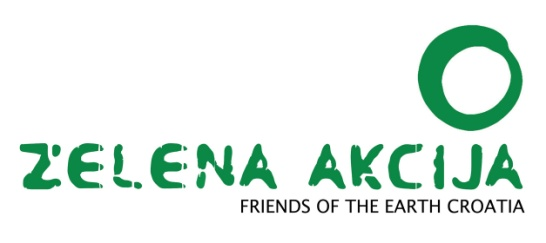 ZELENA AKCIJA
FRIENDS OF THE EARTH CROATIA